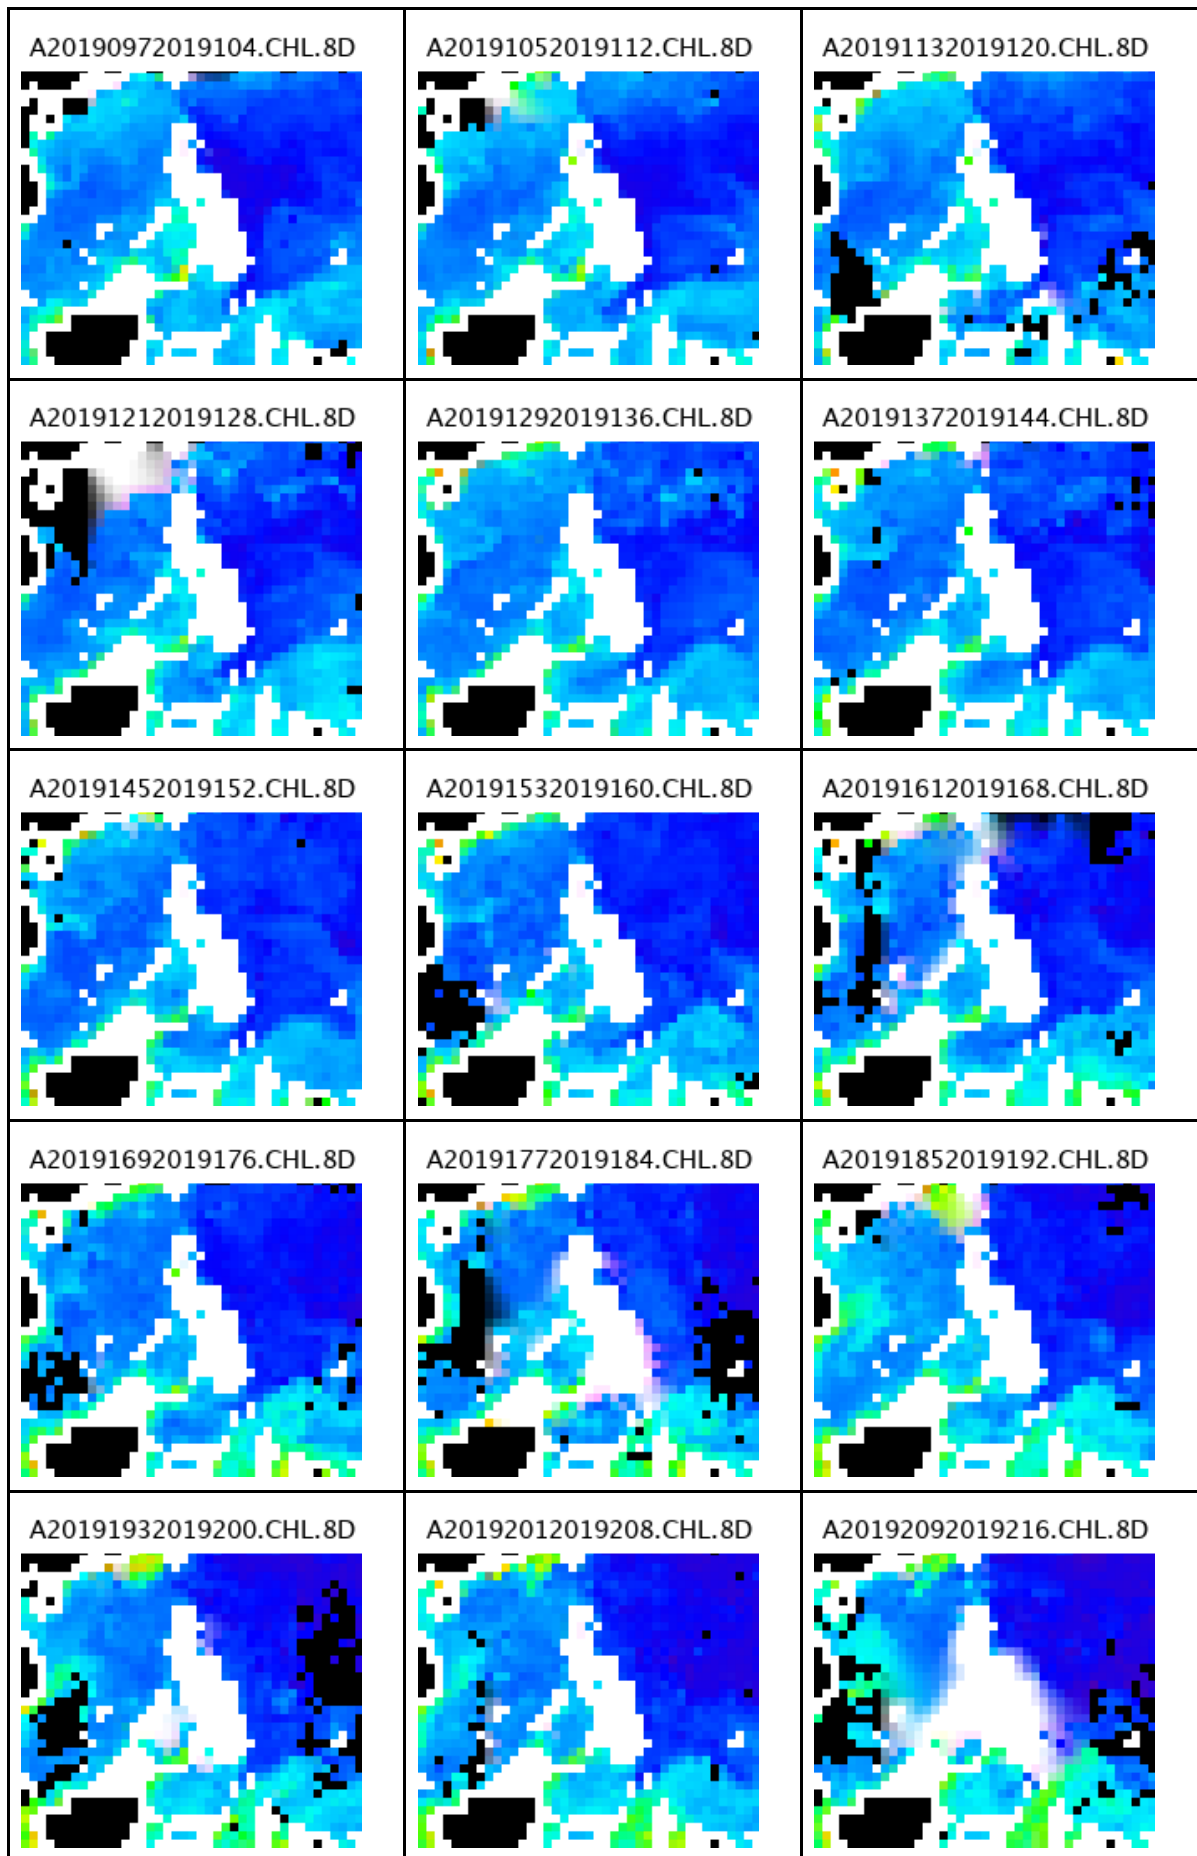 A20190972019104.CHL.8D
A20191052019112.CHL.8D
A20191132019120.CHL.8D
A20191212019128.CHL.8D
A20191292019136.CHL.8D
A20191372019144.CHL.8D
A20191452019152.CHL.8D
A20191532019160.CHL.8D
A20191612019168.CHL.8D
A20191692019176.CHL.8D
A20191772019184.CHL.8D
A20191852019192.CHL.8D
A20191932019200.CHL.8D
A20192012019208.CHL.8D
A20192092019216.CHL.8D